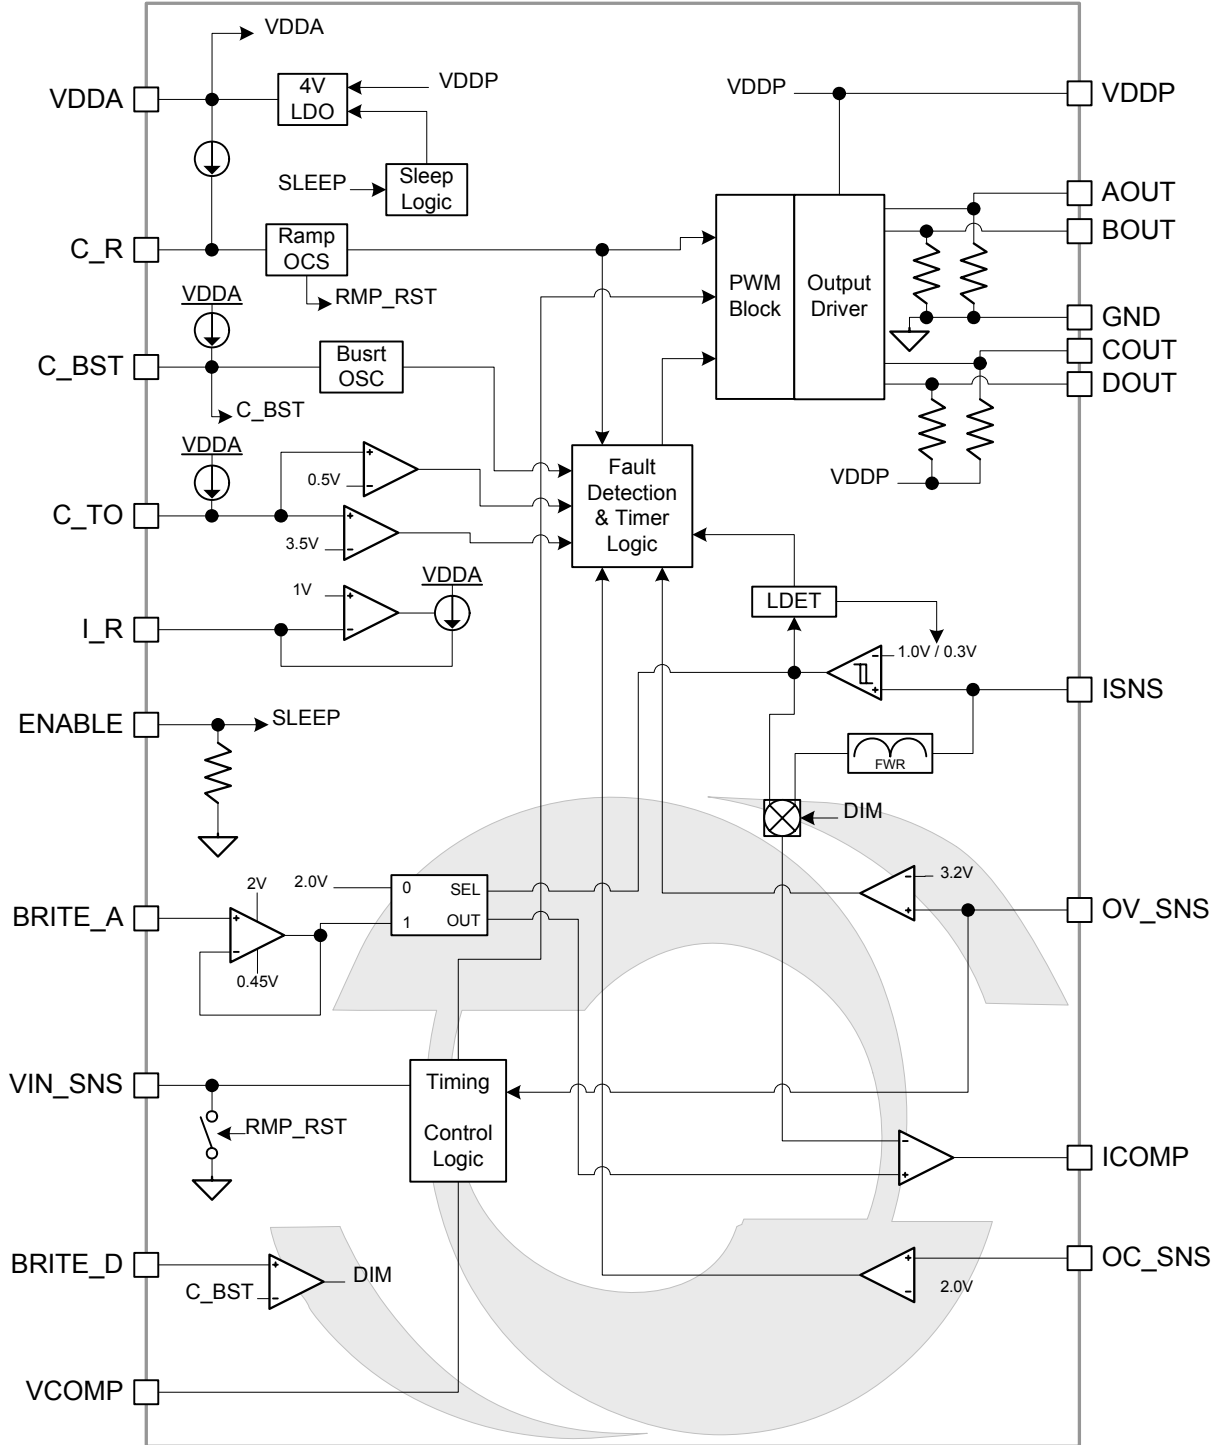 VDDA
VDDA
4V
LDO
VDDP
VDDP
VDDP
SLEEP
Sleep
Logic
AOUT
BOUT
C_R
Ramp
OCS
RMP_RST
PWM
Block
Output
Driver
GND
COUT
DOUT
VDDA
C_BST
Busrt
OSC
C_BST
VDDA
C_TO
+
-
0.5V
+
-
3.5V
Fault
Detection
& Timer
Logic
VDDP
I_R
1V
+
-
VDDA
LDET
1.0V / 0.3V
-
+
ISNS
ENABLE
SLEEP
FWR
DIM
BRITE_A
2V
+
-
0.45V
2.0V
0
SEL
1
OUT
3.2V
-
+
OV_SNS
VIN_SNS
RMP_RST
Timing
Control
Logic
-
+
ICOMP
BRITE_D
C_BST
+
-
DIM
+
-
2.0V
OC_SNS
VCOMP